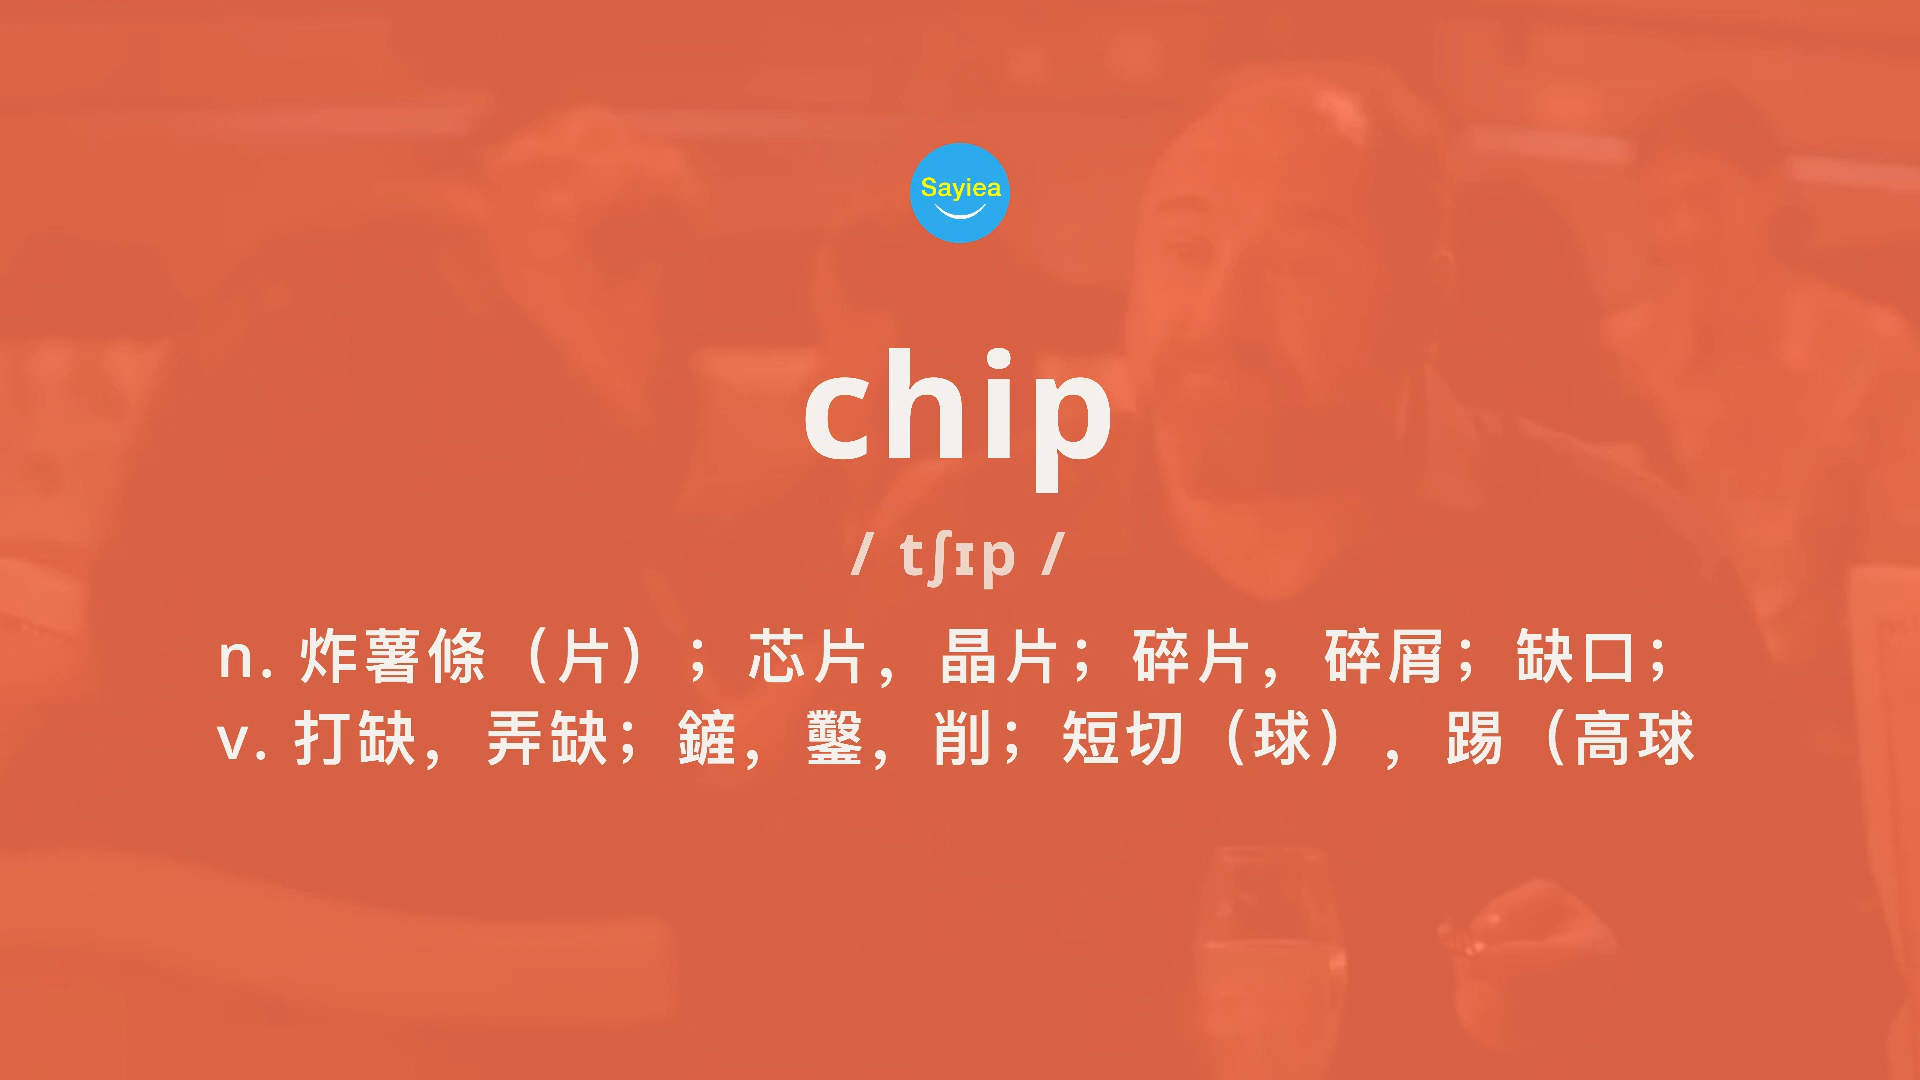 Sayiea
chip
/ tʃɪp /
n. 炸薯條（片）；芯片，晶片；碎片，碎屑；缺口；
v. 打缺，弄缺；鏟，鑿，削；短切（球），踢（高球